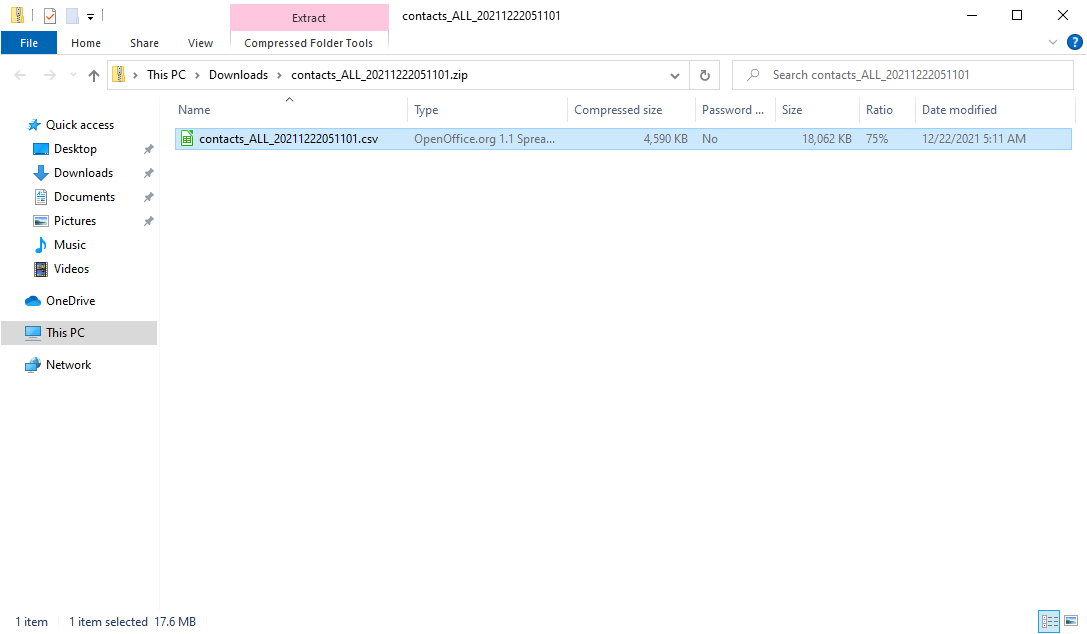 Extract
contacts_ALL_20211222051101
File Home Share View Compressed Folder Tools
?
This PC Downloads contacts_ALL_20211222051101.zip
Search contacts_ALL_20211222051101
Name Type Compressed size Password ... Size Ratio Date modified
contacts_ALL_20211222051101.csv OpenOffice.org 1.1 Sprea... 4,590 KB No 18,062 KB 75% 12/22/2021 5:11 AM
Quick access
Desktop
Downloads
Documents
Pictures
Music
Videos
OneDrive
This PC
Network
1 item 1 item selected 17.6 MB